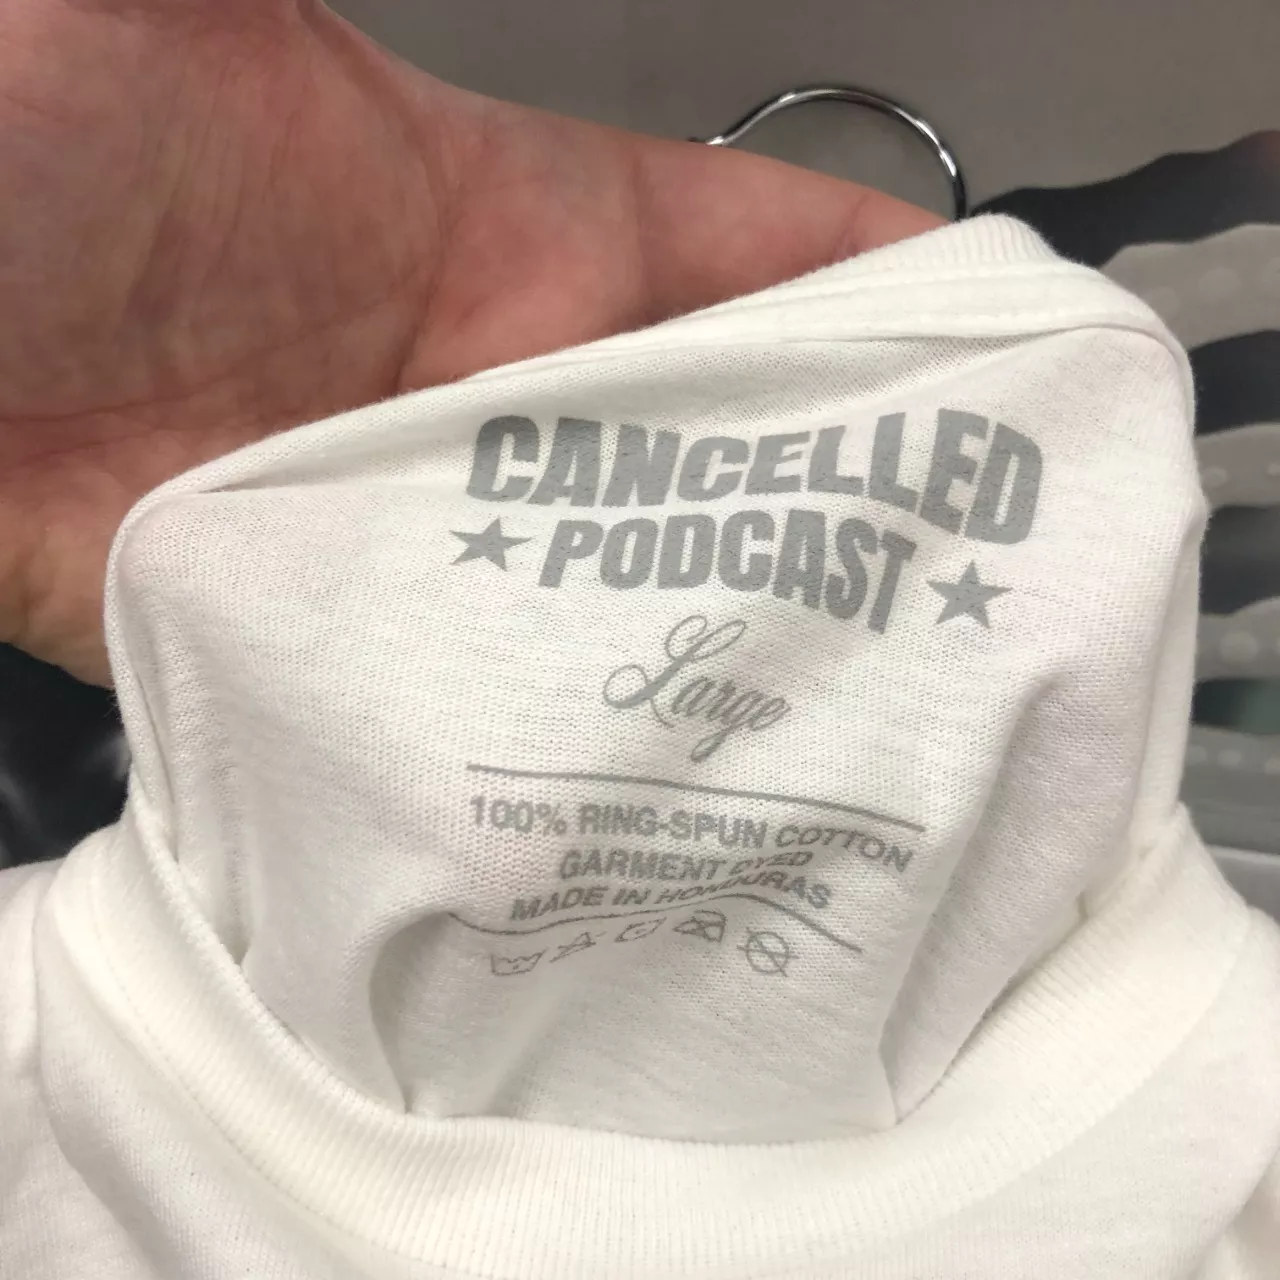 CANCELLED
PODCAST
Large
100% RING-SPUN COTTON
GARMENT DYED
MADE IN HONDURAS